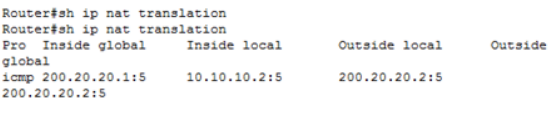 Router#sh ip nat translation
Router#sh ip nat translation
Pro  Inside global     Inside local       Outside local      Outside
global
icmp 200.20.20.1:5     10.10.10.2:5       200.20.20.2:5
200.20.20.2:5